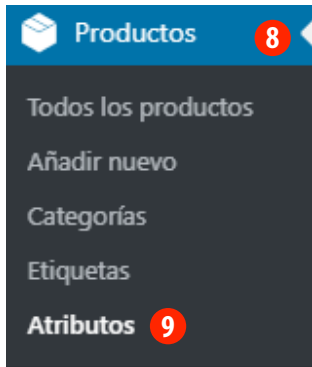 Productos 8
Todos los productos
Añadir nuevo
Categorías
Etiquetas
Atributos 9